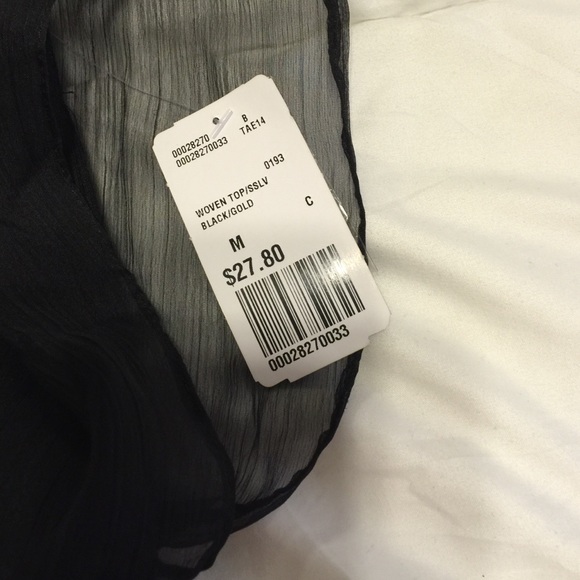 00028270 B
00028270033 TAE14
0193
WOVEN TOP/SSLV
BLACK/GOLD C
M
$27.80
00028270033